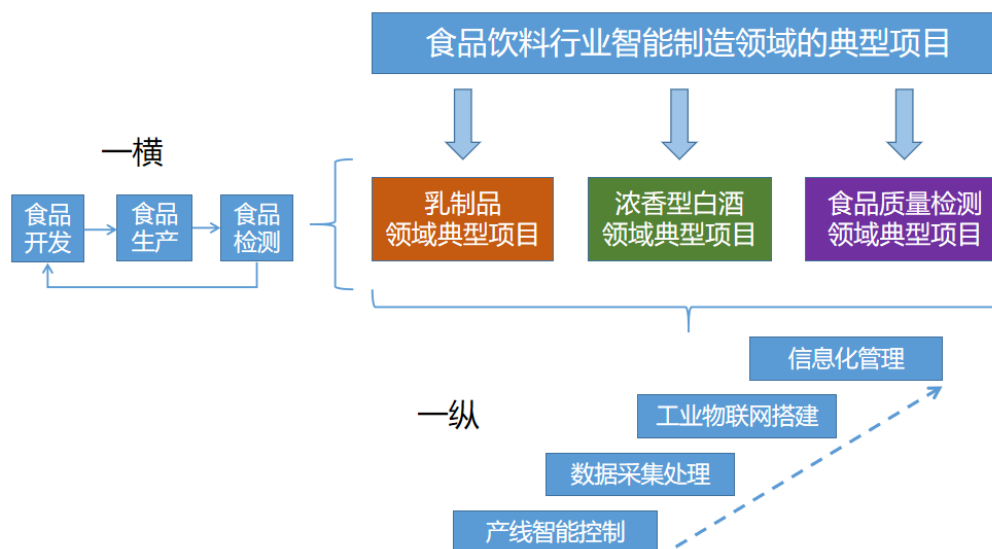 食品饮料行业智能制造领域的典型项目
一横
食品
开发
食品
生产
食品
检测
乳制品
领域典型项目
浓香型白酒
领域典型项目
食品质量检测
领域典型项目
一纵
信息化管理
工业物联网搭建
数据采集处理
产线智能控制